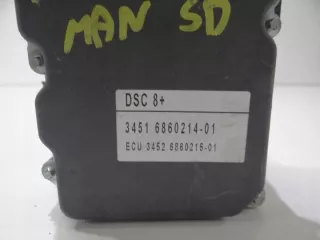 MAN SD
DSC 8+
3451 6860214-01
ECU 3452 6860215-01